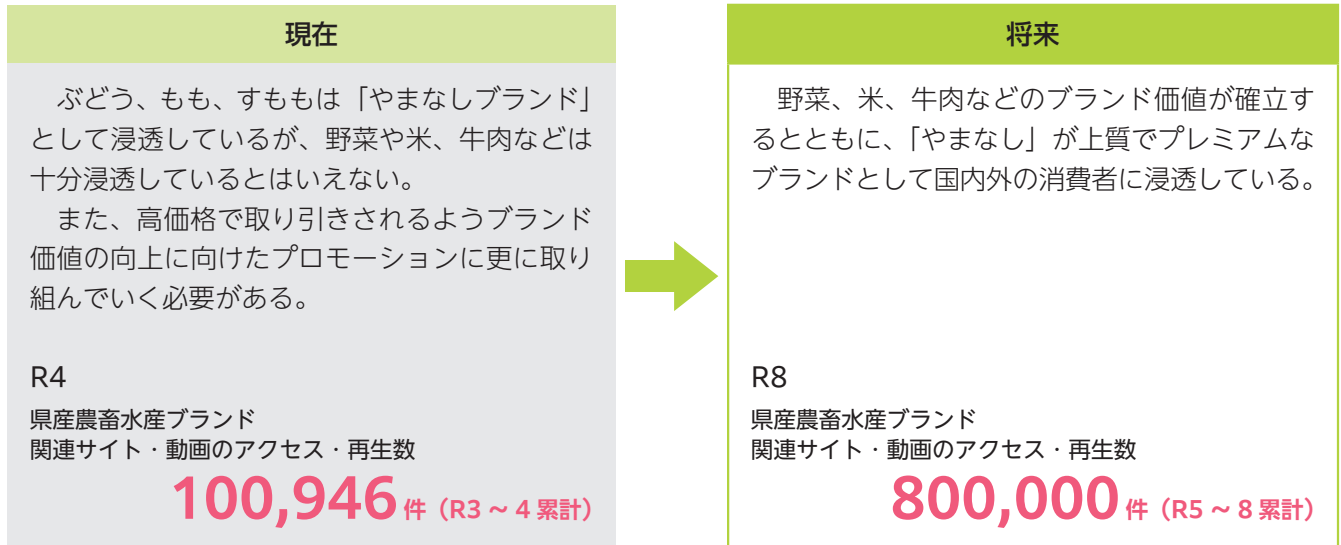 現在
ぶどう、もも、すももは「やまなしブランド」
として浸透しているが、野菜や米、牛肉などは
十分浸透しているとはいえない。
また、高価格で取り引きされるようブランド
価値の向上に向けたプロモーションに更に取り
組んでいく必要がある。
R4
県産農畜水産ブランド
関連サイト・動画のアクセス・再生数
100,946 件（R3 ～ 4 累計）
将来
野菜、米、牛肉などのブランド価値が確立す
るとともに、「やまなし」が上質でプレミアムな
ブランドとして国内外の消費者に浸透している。
R8
県産農畜水産ブランド
関連サイト・動画のアクセス・再生数
800,000 件（R5 ～ 8 累計）